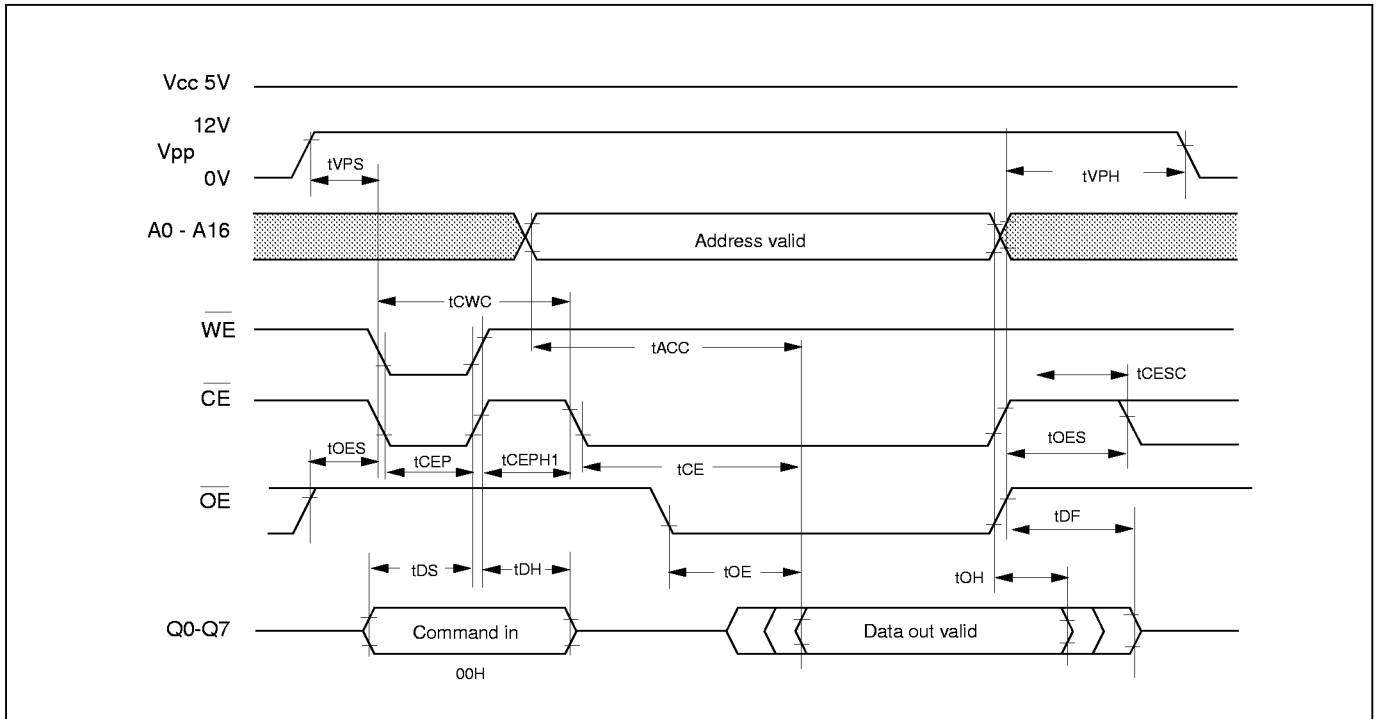 Vcc 5V
12V
Vpp
0V
tVPS
tVPH
A0 - A16
Address valid
tCWC
WE
tACC
tCESC
CE
tOES
tCEP
tCEPH1
tCE
tOES
OE
tDF
tDS
tDH
tOE
tOH
Q0-Q7
Command in
Data out valid
00H